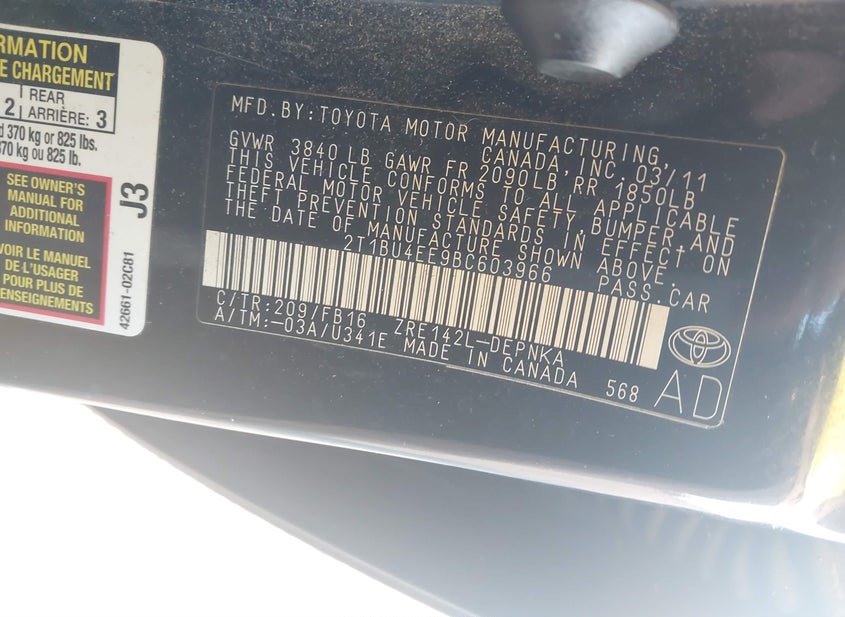 RMATION
E CHARGEMENT
2 | REAR
ARRIÈRE: 3
370 kg or 825 lbs.
370 kg ou 825 lb.
SEE OWNER'S
MANUAL FOR
ADDITIONAL
INFORMATION
VOIR LE MANUEL
DE L'USAGER
POUR PLUS DE
RENSEIGNEMENTS
J3
42661-02C81
MFD.BY:TOYOTA MOTOR MANUFACTURING,
CANADA, INC. 03/11
GVWR 3840 LB GAWR FR 2090LB RR 1850LB
THIS VEHICLE CONFORMS TO ALL APPLICABLE
FEDERAL MOTOR VEHICLE SAFETY, BUMPER, AND
THEFT PREVENTION STANDARDS IN EFFECT ON
THE DATE OF MANUFACTURE SHOWN ABOVE.
2T1BU4EE9BC603966 PASS.CAR
C/TR:209/FB16 ZRE142L-DEPNKA
A/TM:-03A/U341E MADE IN CANADA 568
AD